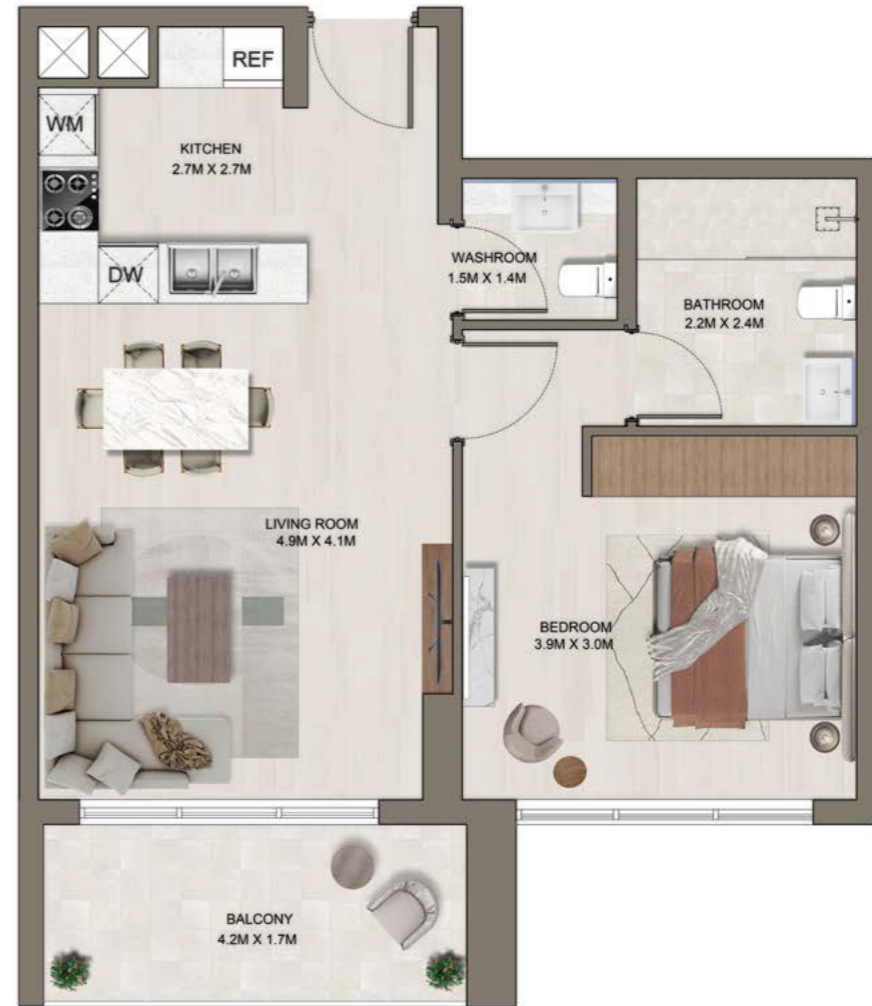 REF
WM
KITCHEN
2.7M X 2.7M
DW
WASHROOM
1.5M X 1.4M
BATHROOM
2.2M X 2.4M
LIVING ROOM
4.9M X 4.1M
BEDROOM
3.9M X 3.0M
BALCONY
4.2M X 1.7M